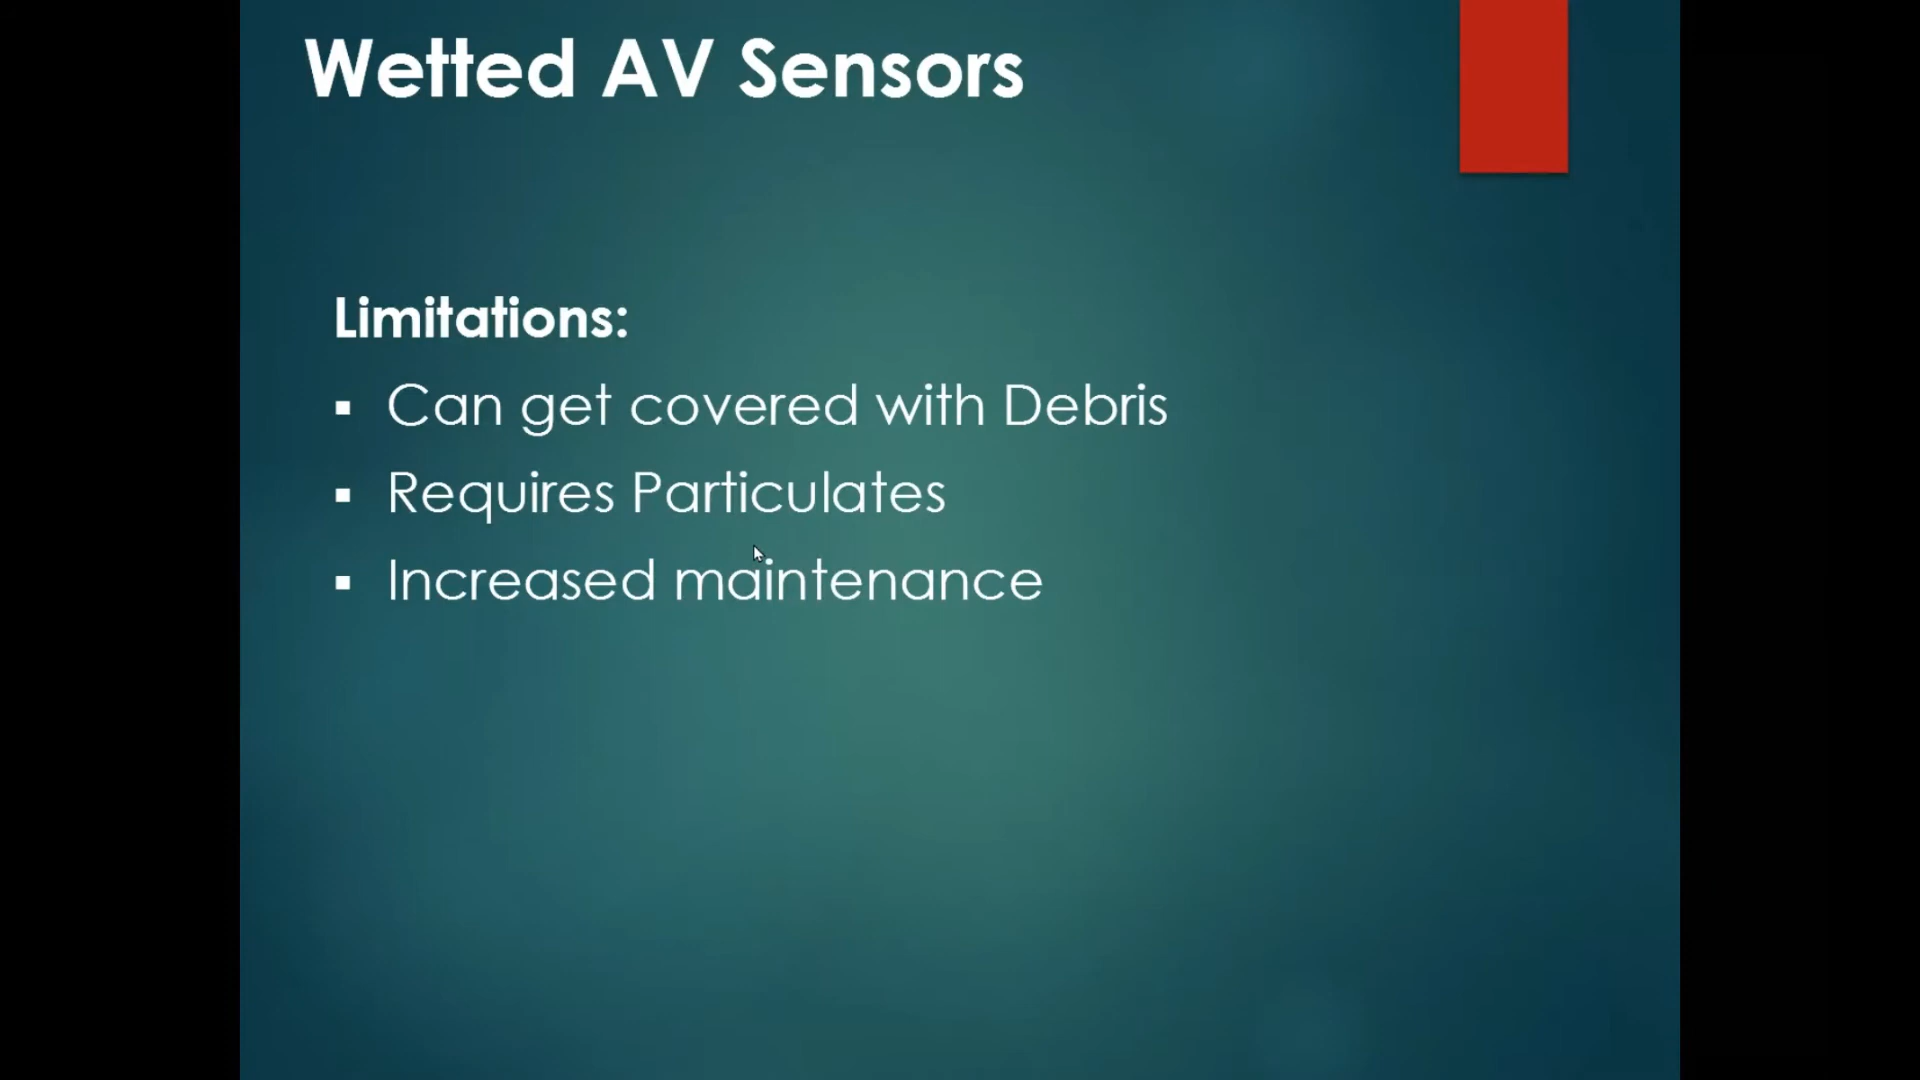 Wetted AV Sensors
Limitations:
▪ Can get covered with Debris
▪ Requires Particulates
▪ Increased maintenance